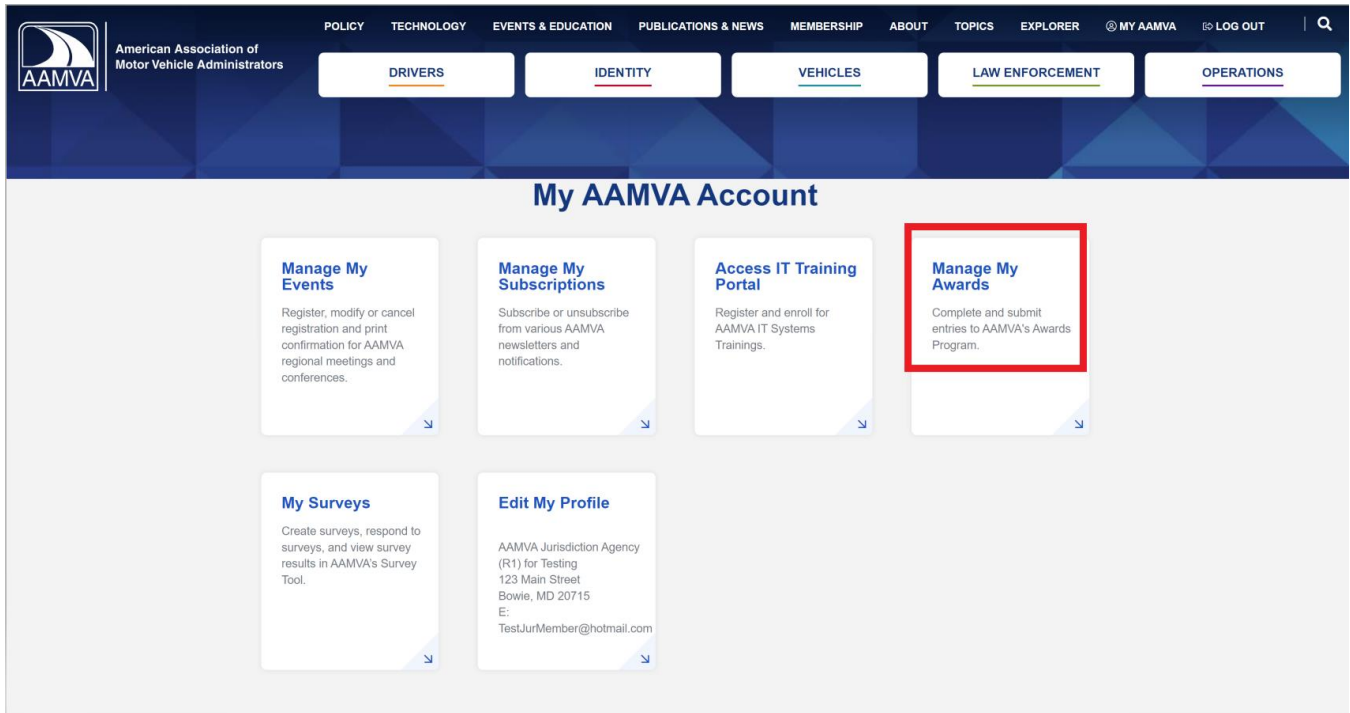 POLICY TECHNOLOGY EVENTS & EDUCATION PUBLICATIONS & NEWS MEMBERSHIP ABOUT TOPICS EXPLORER MY AAMVA LOG OUT
AAMVA
American Association of
Motor Vehicle Administrators
DRIVERS IDENTITY VEHICLES LAW ENFORCEMENT OPERATIONS
My AAMVA Account
Manage My
Events
Register, modify or cancel
registration and print
confirmation for AAMVA
regional meetings and
conferences.
Manage My
Subscriptions
Subscribe or unsubscribe
from various AAMVA
newsletters and
notifications.
Access IT Training
Portal
Register and enroll for
AAMVA IT Systems
Trainings.
Manage My
Awards
Complete and submit
entries to AAMVA's Awards
Program.
My Surveys
Create surveys, respond to
surveys, and view survey
results in AAMVA's Survey
Tool.
Edit My Profile
AAMVA Jurisdiction Agency
(R1) for Testing
123 Main Street
Bowie, MD 20715
E:
TestJurMember@hotmail.com